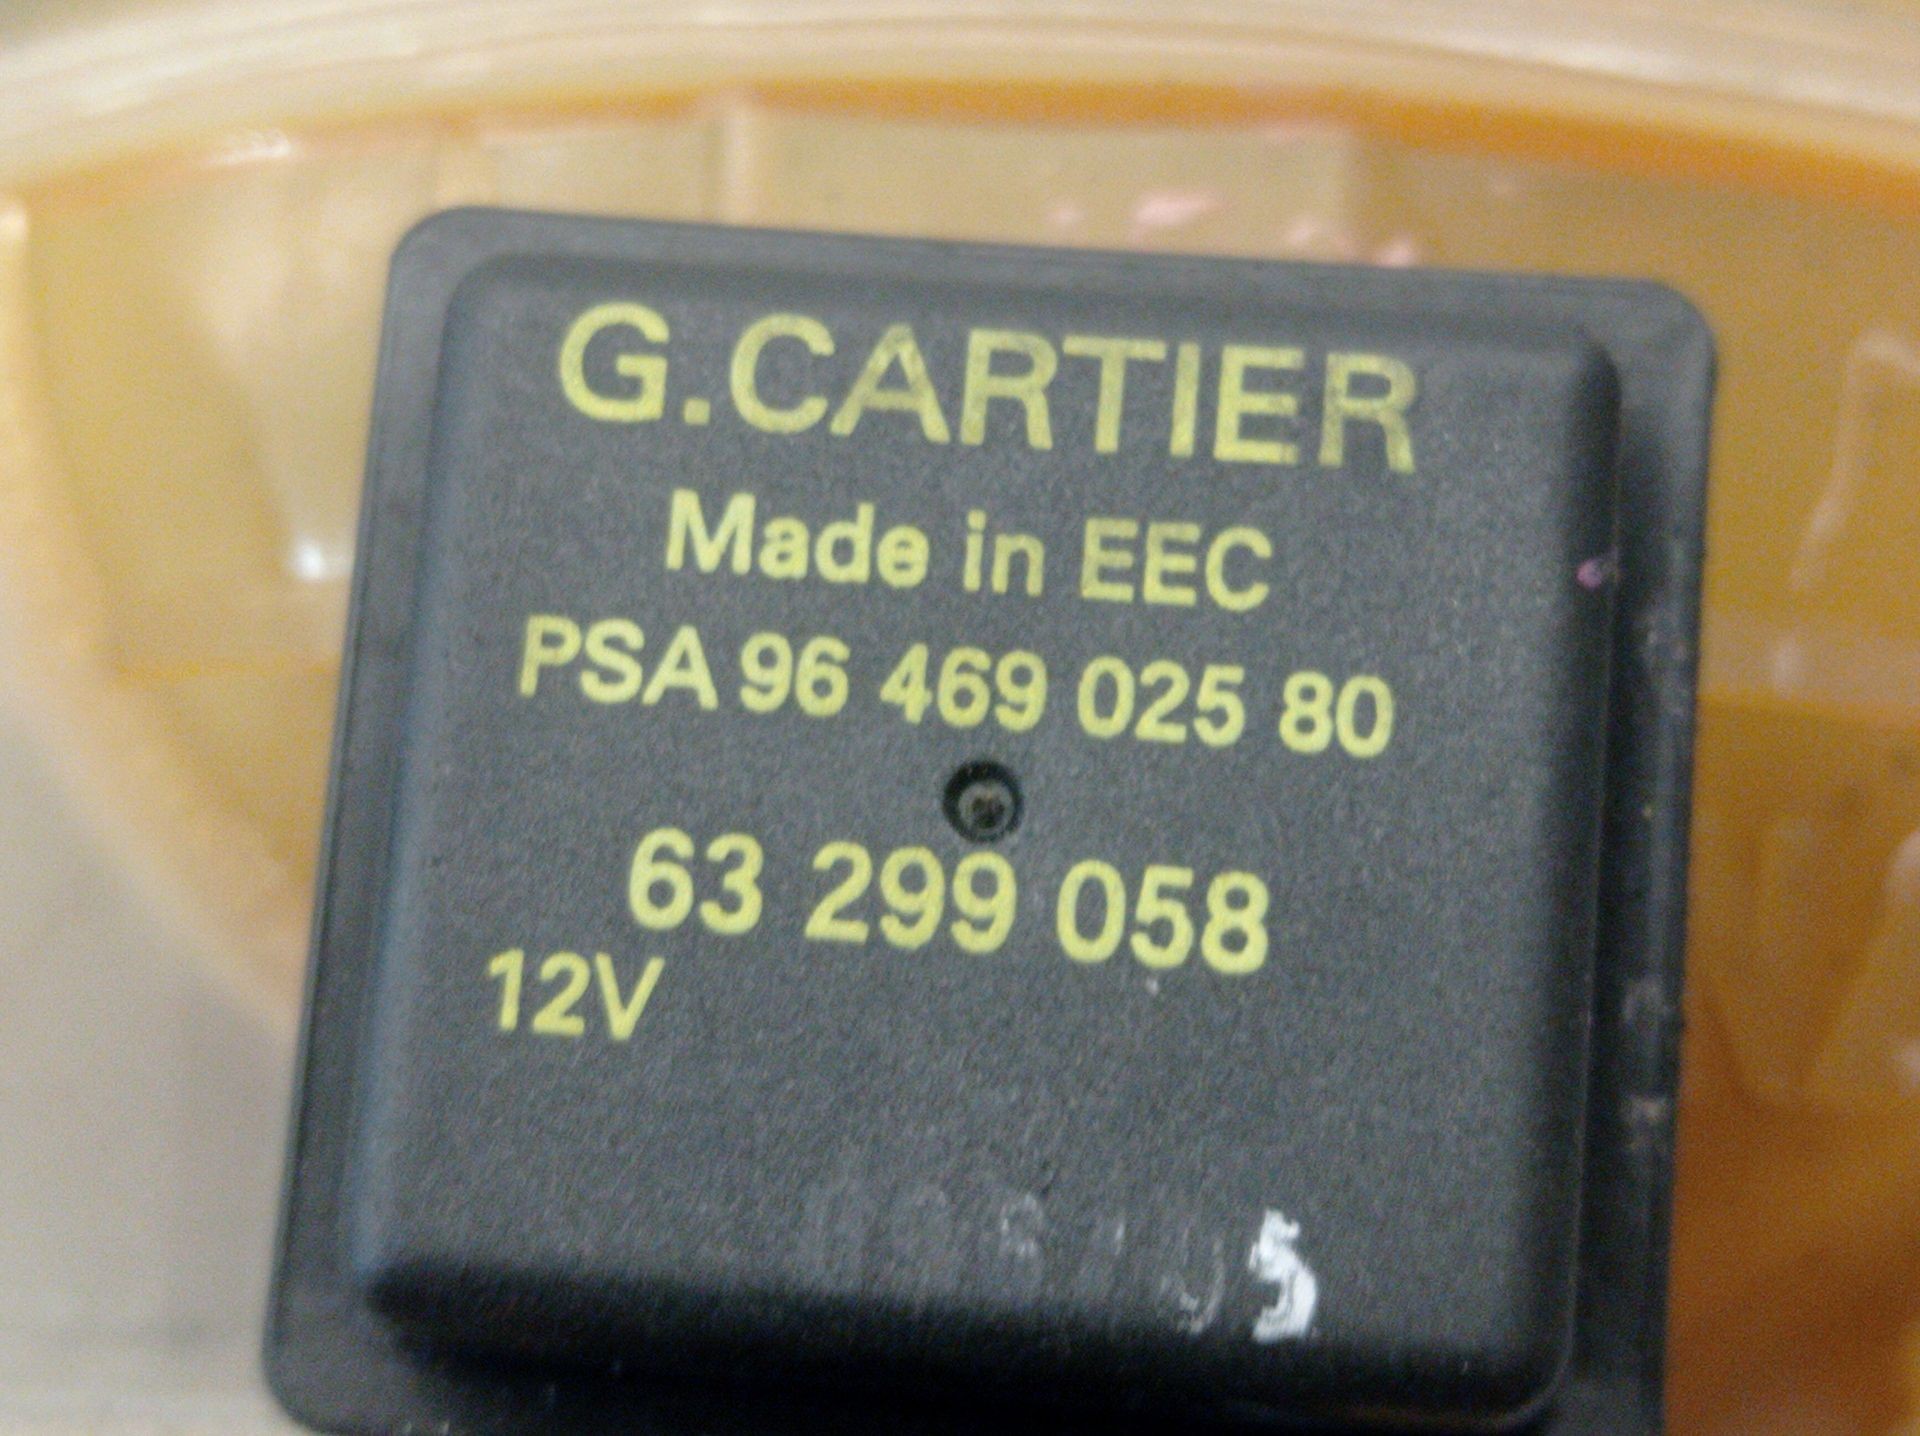 G.CARTIER
Made in EEC
PSA 96 469 025 80
63 299 058
12V